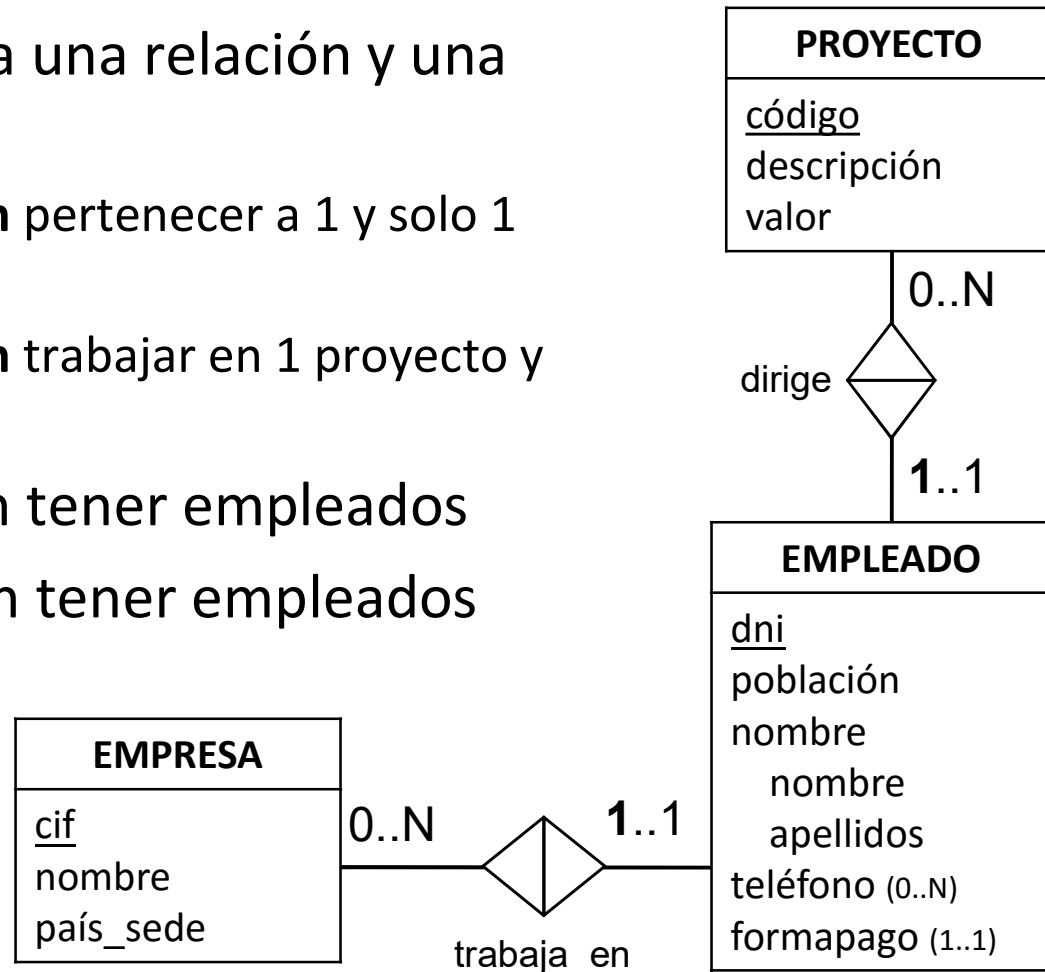 a una relación y una
n pertenecer a 1 y solo 1
n trabajar en 1 proyecto y
n tener empleados
n tener empleados
PROYECTO
código
descripción
valor
0..N
dirige
1..1
EMPLEADO
dni
población
nombre
nombre
apellidos
teléfono (0..N)
formapago (1..1)
EMPRESA
cif
nombre
país_sede
0..N
1..1
trabaja en